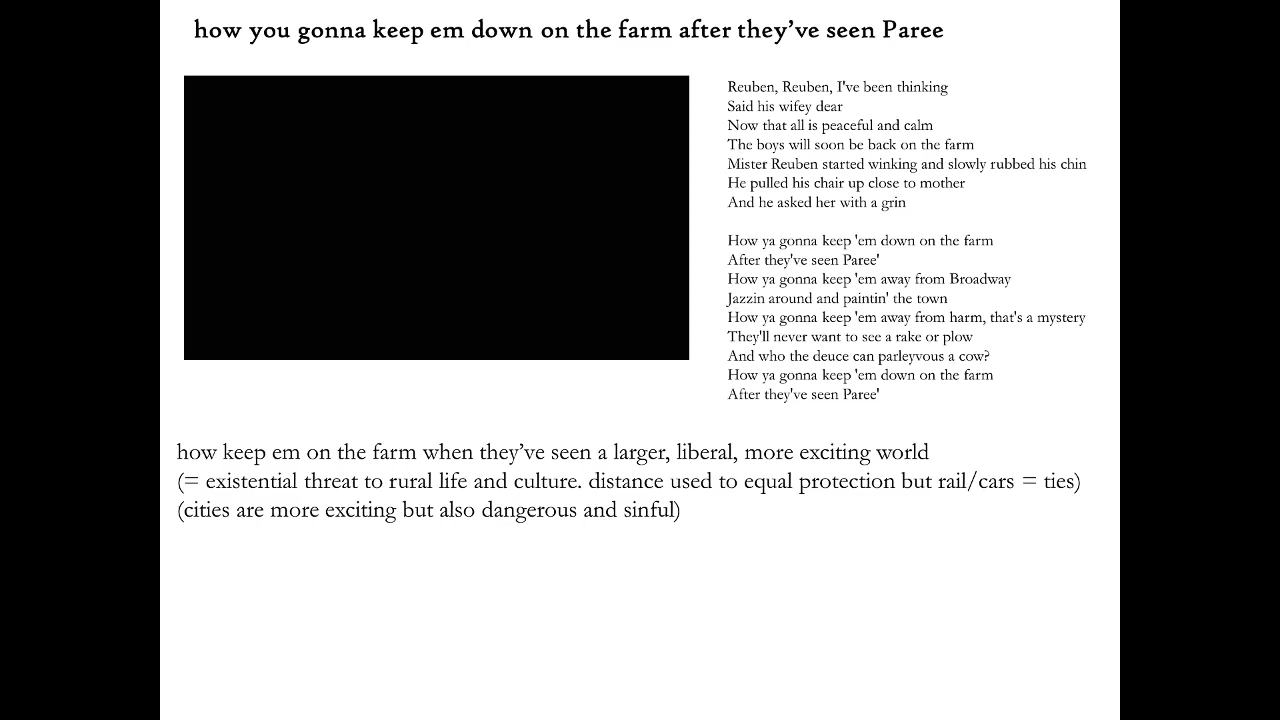 how you gonna keep em down on the farm after they’ve seen Paree
Reuben, Reuben, I've been thinking
Said his wifey dear
Now that all is peaceful and calm
The boys will soon be back on the farm
Mister Reuben started winking and slowly rubbed his chin
He pulled his chair up close to mother
And he asked her with a grin
How ya gonna keep 'em down on the farm
After they've seen Paree'
How ya gonna keep 'em away from Broadway
Jazzin around and paintin' the town
How ya gonna keep 'em away from harm, that's a mystery
They'll never want to see a rake or plow
And who the deuce can parleyvous a cow?
How ya gonna keep 'em down on the farm
After they've seen Paree'
how keep em on the farm when they’ve seen a larger, liberal, more exciting world
(= existential threat to rural life and culture. distance used to equal protection but rail/cars = ties)
(cities are more exciting but also dangerous and sinful)